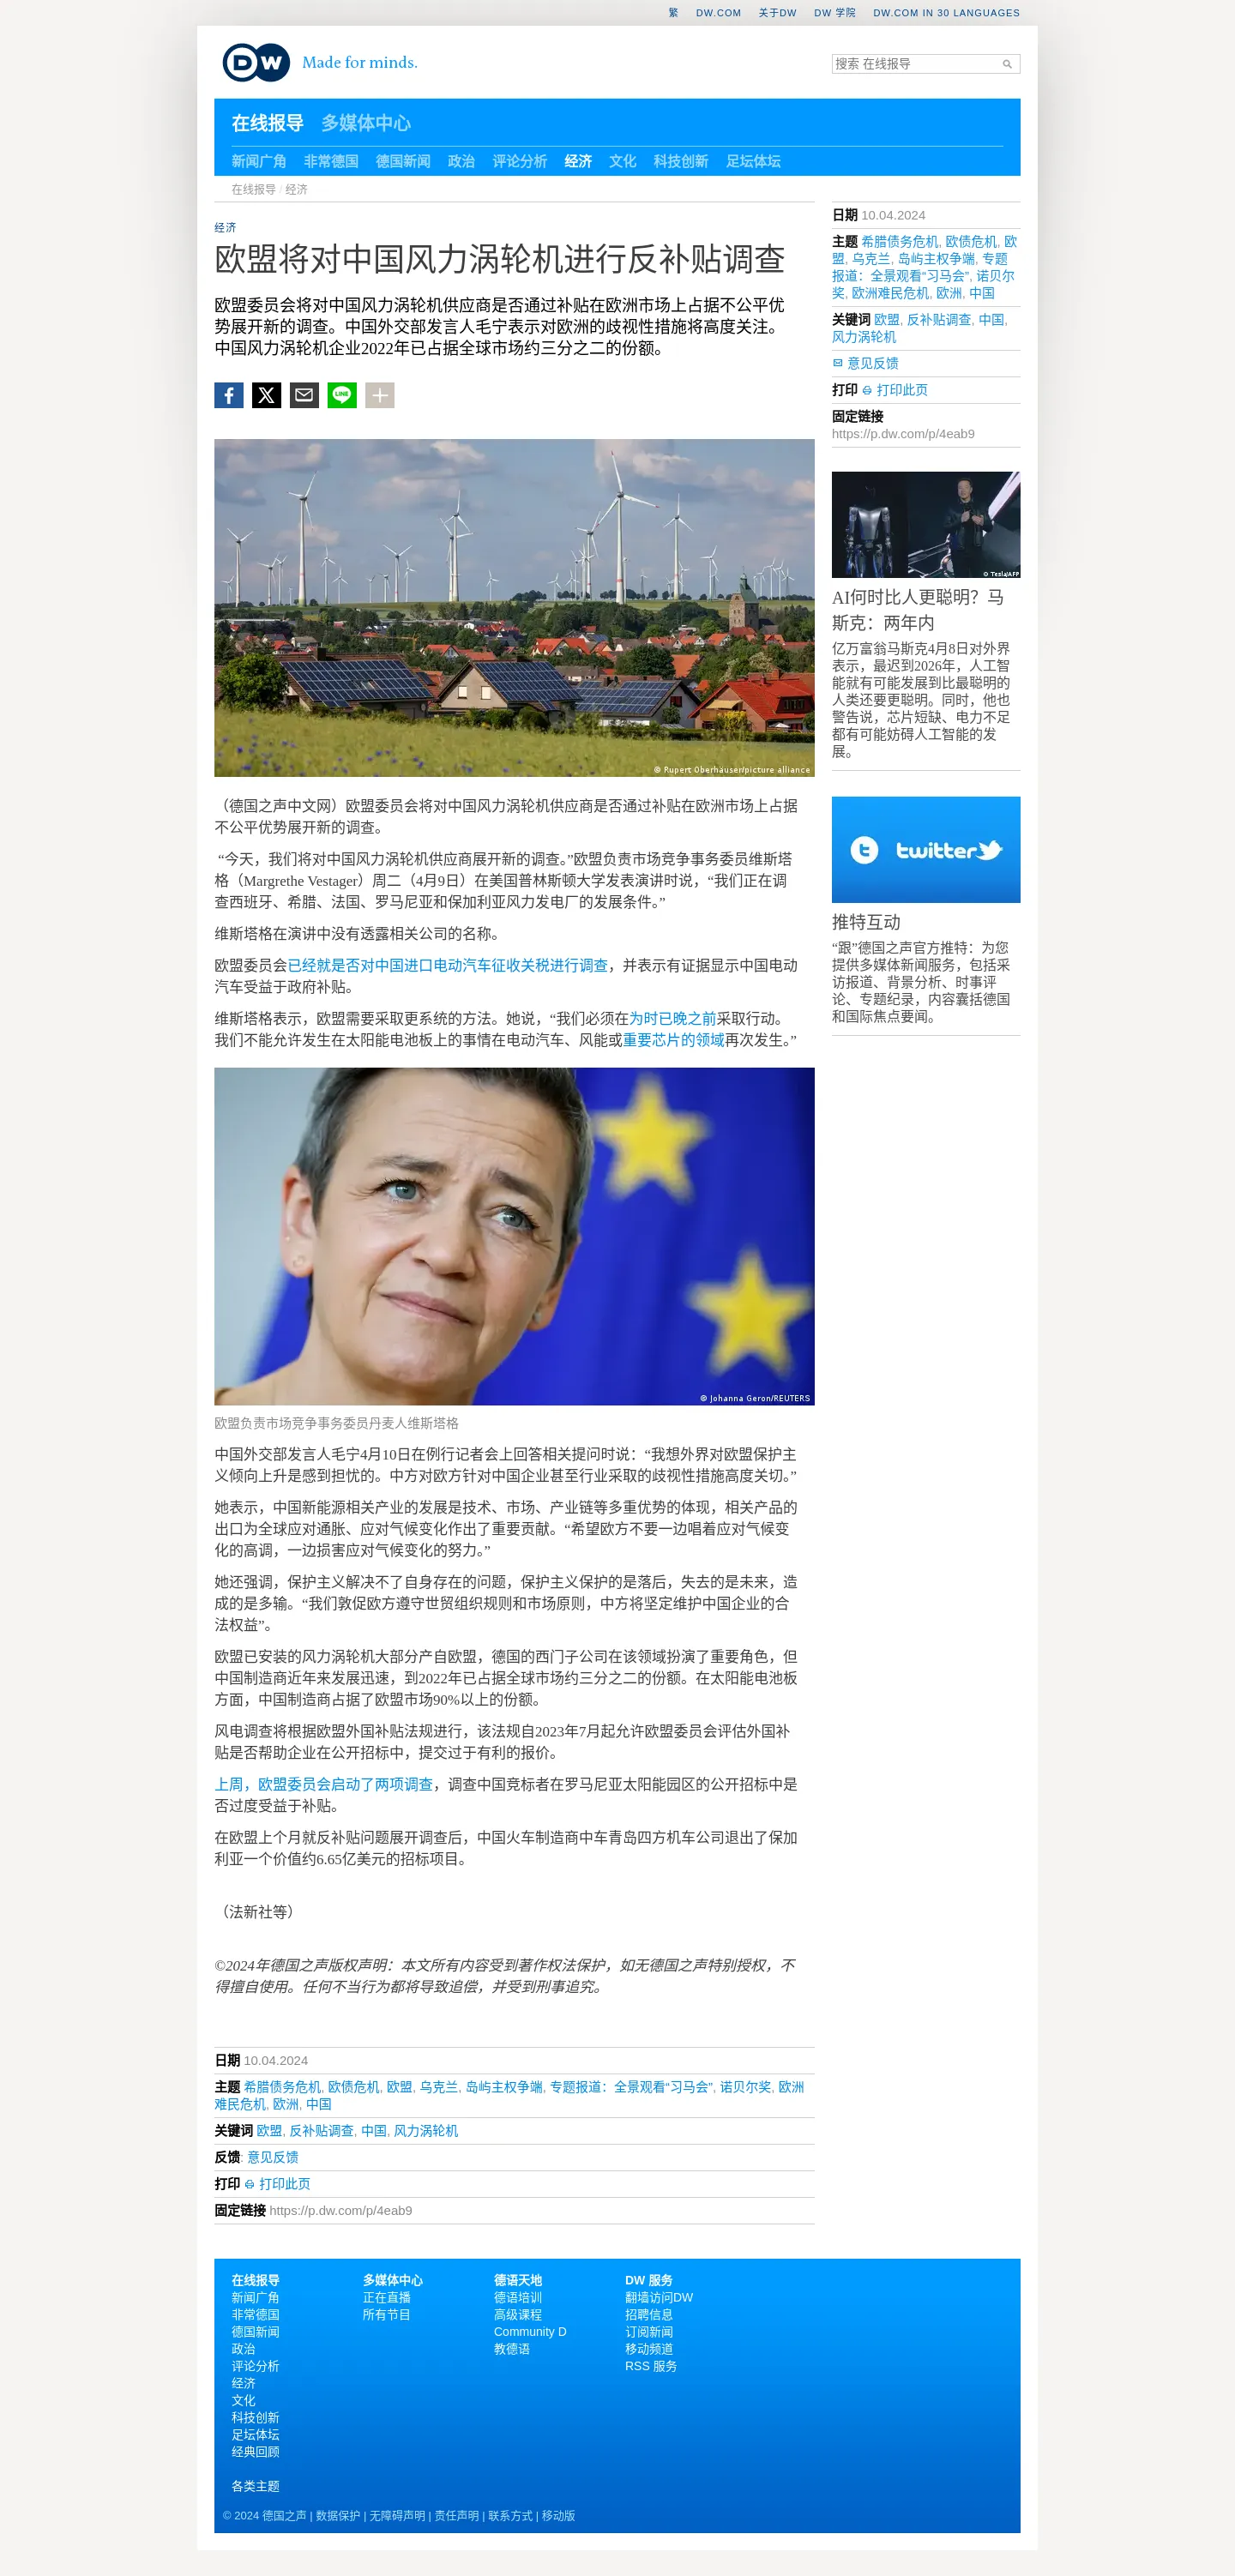 繁 DW.COM 关于DW DW 学院 DW.COM IN 30 LANGUAGES
DW Made for minds.
搜索 在线报导
在线报导 多媒体中心
新闻广角 非常德国 德国新闻 政治 评论分析 经济 文化 科技创新 足坛体坛
在线报导 / 经济
经济
欧盟将对中国风力涡轮机进行反补贴调查
欧盟委员会将对中国风力涡轮机供应商是否通过补贴在欧洲市场上占据不公平优
势展开新的调查。中国外交部发言人毛宁表示对欧洲的歧视性措施将高度关注。
中国风力涡轮机企业2022年已占据全球市场约三分之二的份额。
LINE
© Rupert Oberhäuser/picture alliance
（德国之声中文网）欧盟委员会将对中国风力涡轮机供应商是否通过补贴在欧洲市场上占据
不公平优势展开新的调查。
“今天，我们将对中国风力涡轮机供应商展开新的调查。”欧盟负责市场竞争事务委员维斯塔
格（Margrethe Vestager）周二（4月9日）在美国普林斯顿大学发表演讲时说，“我们正在调
查西班牙、希腊、法国、罗马尼亚和保加利亚风力发电厂的发展条件。”
维斯塔格在演讲中没有透露相关公司的名称。
欧盟委员会已经就是否对中国进口电动汽车征收关税进行调查，并表示有证据显示中国电动
汽车受益于政府补贴。
维斯塔格表示，欧盟需要采取更系统的方法。她说，“我们必须在为时已晚之前采取行动。
我们不能允许发生在太阳能电池板上的事情在电动汽车、风能或重要芯片的领域再次发生。”
© Johanna Geron/REUTERS
欧盟负责市场竞争事务委员丹麦人维斯塔格
中国外交部发言人毛宁4月10日在例行记者会上回答相关提问时说：“我想外界对欧盟保护主
义倾向上升是感到担忧的。中方对欧方针对中国企业甚至行业采取的歧视性措施高度关切。”
她表示，中国新能源相关产业的发展是技术、市场、产业链等多重优势的体现，相关产品的
出口为全球应对通胀、应对气候变化作出了重要贡献。“希望欧方不要一边唱着应对气候变
化的高调，一边损害应对气候变化的努力。”
她还强调，保护主义解决不了自身存在的问题，保护主义保护的是落后，失去的是未来，造
成的是多输。“我们敦促欧方遵守世贸组织规则和市场原则，中方将坚定维护中国企业的合
法权益”。
欧盟已安装的风力涡轮机大部分产自欧盟，德国的西门子公司在该领域扮演了重要角色，但
中国制造商近年来发展迅速，到2022年已占据全球市场约三分之二的份额。在太阳能电池板
方面，中国制造商占据了欧盟市场90%以上的份额。
风电调查将根据欧盟外国补贴法规进行，该法规自2023年7月起允许欧盟委员会评估外国补
贴是否帮助企业在公开招标中，提交过于有利的报价。
上周，欧盟委员会启动了两项调查，调查中国竞标者在罗马尼亚太阳能园区的公开招标中是
否过度受益于补贴。
在欧盟上个月就反补贴问题展开调查后，中国火车制造商中车青岛四方机车公司退出了保加
利亚一个价值约6.65亿美元的招标项目。
（法新社等）
©2024年德国之声版权声明：本文所有内容受到著作权法保护，如无德国之声特别授权，不
得擅自使用。任何不当行为都将导致追偿，并受到刑事追究。
日期 10.04.2024
主题 希腊债务危机, 欧债危机, 欧盟, 乌克兰, 岛屿主权争端, 专题报道：全景观看“习马会”, 诺贝尔奖, 欧洲
难民危机, 欧洲, 中国
关键词 欧盟, 反补贴调查, 中国, 风力涡轮机
反馈: 意见反馈
打印 打印此页
固定链接 https://p.dw.com/p/4eab9
日期 10.04.2024
主题 希腊债务危机, 欧债危机, 欧
盟, 乌克兰, 岛屿主权争端, 专题
报道：全景观看“习马会”, 诺贝尔
奖, 欧洲难民危机, 欧洲, 中国
关键词 欧盟, 反补贴调查, 中国,
风力涡轮机
意见反馈
打印 打印此页
固定链接
https://p.dw.com/p/4eab9
© Tesla/AFP
AI何时比人更聪明？马
斯克：两年内
亿万富翁马斯克4月8日对外界
表示，最迟到2026年，人工智
能就有可能发展到比最聪明的
人类还要更聪明。同时，他也
警告说，芯片短缺、电力不足
都有可能妨碍人工智能的发
展。
twitter
推特互动
“跟”德国之声官方推特：为您
提供多媒体新闻服务，包括采
访报道、背景分析、时事评
论、专题纪录，内容囊括德国
和国际焦点要闻。
在线报导
新闻广角
非常德国
德国新闻
政治
评论分析
经济
文化
科技创新
足坛体坛
经典回顾
各类主题
多媒体中心
正在直播
所有节目
德语天地
德语培训
高级课程
Community D
教德语
DW 服务
翻墙访问DW
招聘信息
订阅新闻
移动频道
RSS 服务
© 2024 德国之声 | 数据保护 | 无障碍声明 | 责任声明 | 联系方式 | 移动版